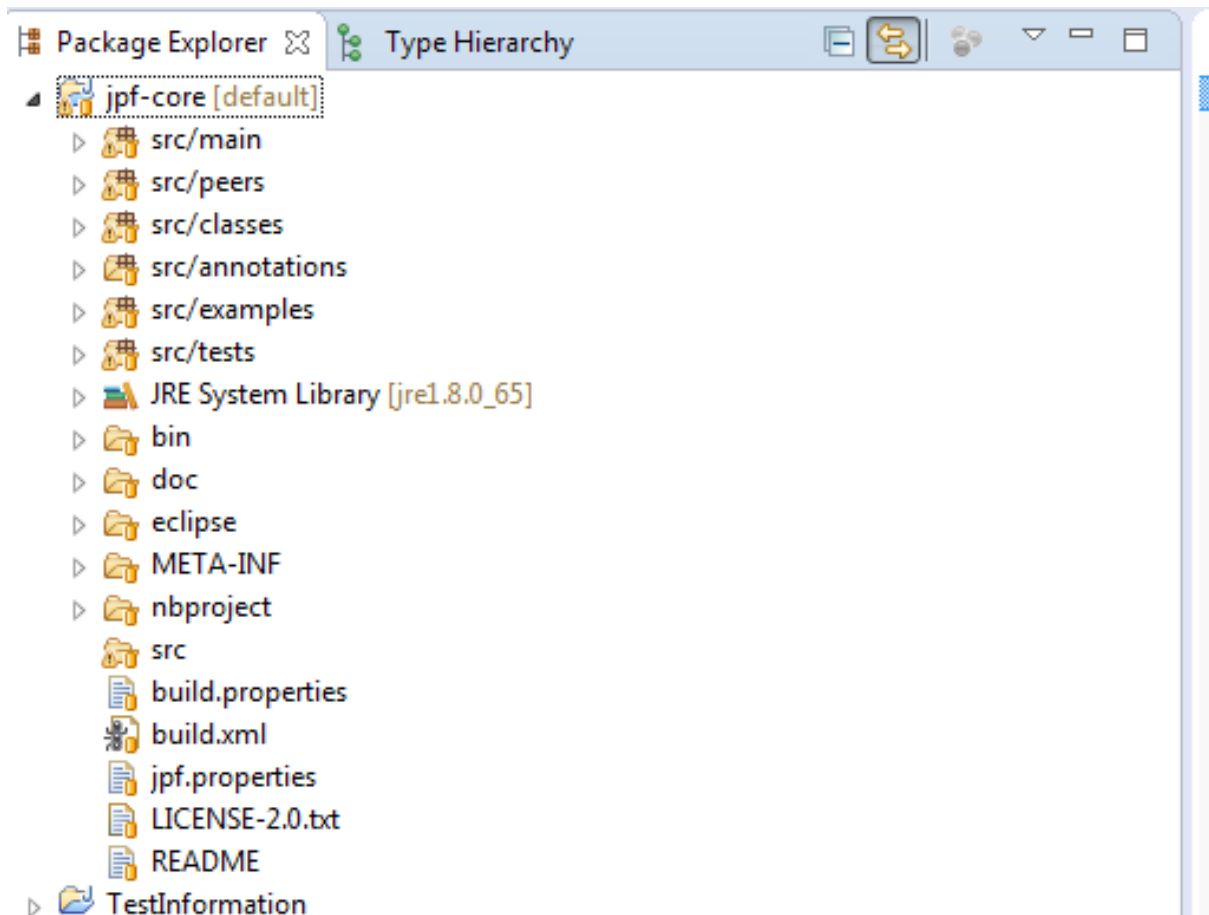 Package Explorer Type Hierarchy
jpf-core [default]
src/main
src/peers
src/classes
src/annotations
src/examples
src/tests
JRE System Library [jre1.8.0_65]
bin
doc
eclipse
META-INF
nbproject
src
build.properties
build.xml
jpf.properties
LICENSE-2.0.txt
README
TestInformation